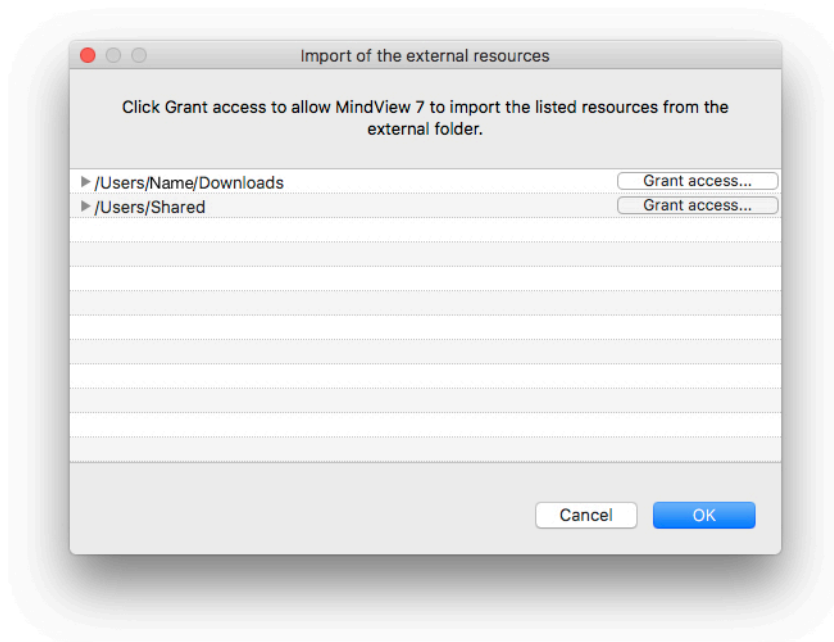 Import of the external resources
Click Grant access to allow MindView 7 to import the listed resources from the
external folder.
/Users/Name/Downloads Grant access...
/Users/Shared Grant access...
Cancel OK